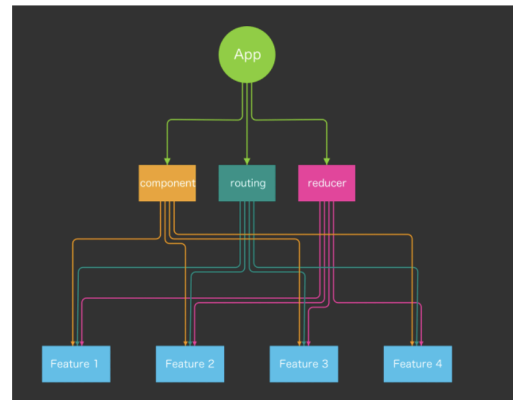 App
component
routing
reducer
Feature 1
Feature 2
Feature 3
Feature 4